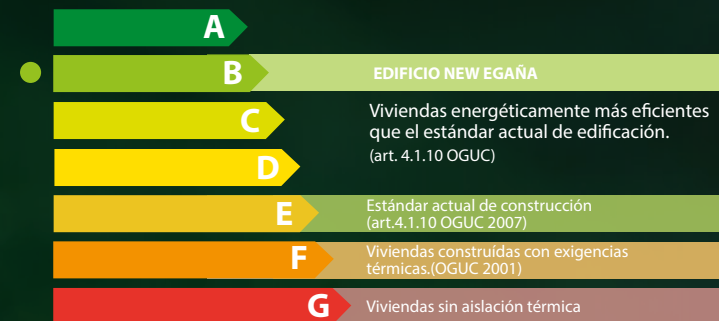 A
B
EDIFICIO NEW EGAÑA
C
Viviendas energéticamente más eficientes
que el estándar actual de edificación.
(art. 4.1.10 OGUC)
D
E
Estándar actual de construcción
(art.4.1.10 OGUC 2007)
F
Viviendas construídas con exigencias
térmicas.(OGUC 2001)
G
Viviendas sin aislación térmica